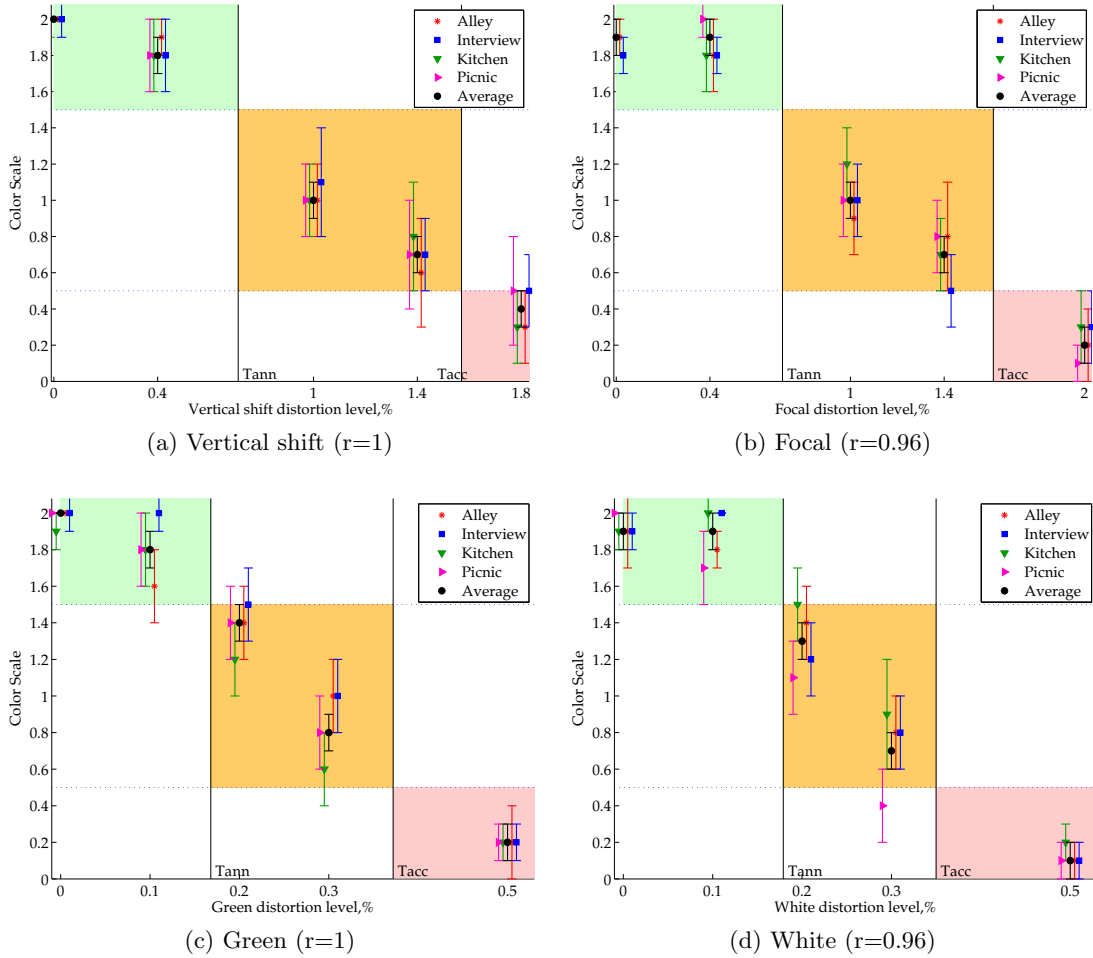 2
1.8
1.6
1.4
1.2
1
0.8
0.6
0.4
0.2
0
Color Scale
Alley
Interview
Kitchen
Picnic
Average
Tann
Tacc
0 0.4 1 1.4 1.8
Vertical shift distortion level,%
(a) Vertical shift (r=1)
2
1.8
1.6
1.4
1.2
1
0.8
0.6
0.4
0.2
0
Color Scale
Alley
Interview
Kitchen
Picnic
Average
Tann
Tacc
0 0.4 1 1.4 2
Focal distortion level,%
(b) Focal (r=0.96)
2
1.8
1.6
1.4
1.2
1
0.8
0.6
0.4
0.2
0
Color Scale
Alley
Interview
Kitchen
Picnic
Average
Tann
Tacc
0 0.1 0.2 0.3 0.5
Green distortion level,%
(c) Green (r=1)
2
1.8
1.6
1.4
1.2
1
0.8
0.6
0.4
0.2
0
Color Scale
Alley
Interview
Kitchen
Picnic
Average
Tann
Tacc
0 0.1 0.2 0.3 0.5
White distortion level,%
(d) White (r=0.96)